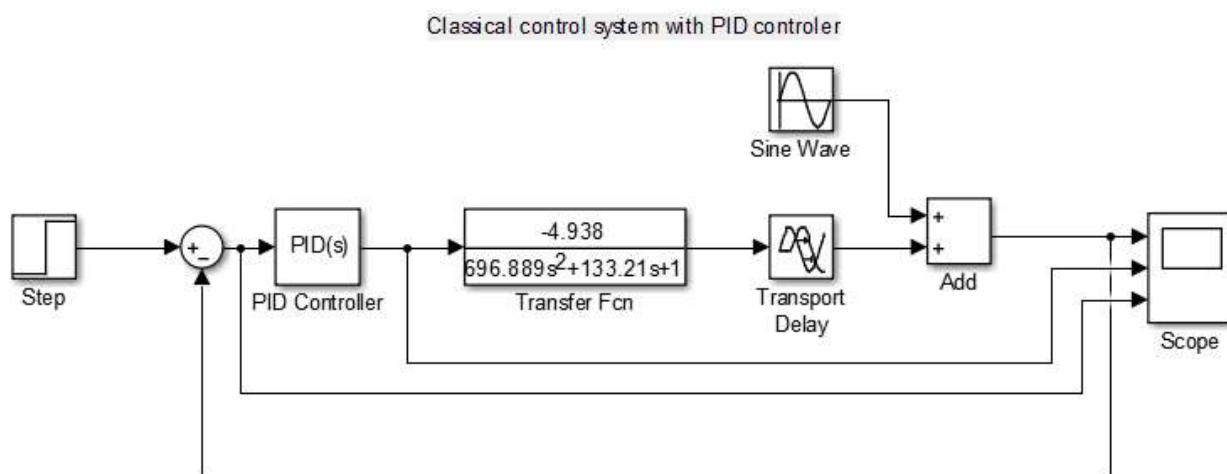 Classical control system with PID controler
Sine Wave
+
+
Add
Step
+
−
PID(s)
PID Controller
-4.938
696.889s²+133.21s+1
Transfer Fcn
Transport
Delay
Scope